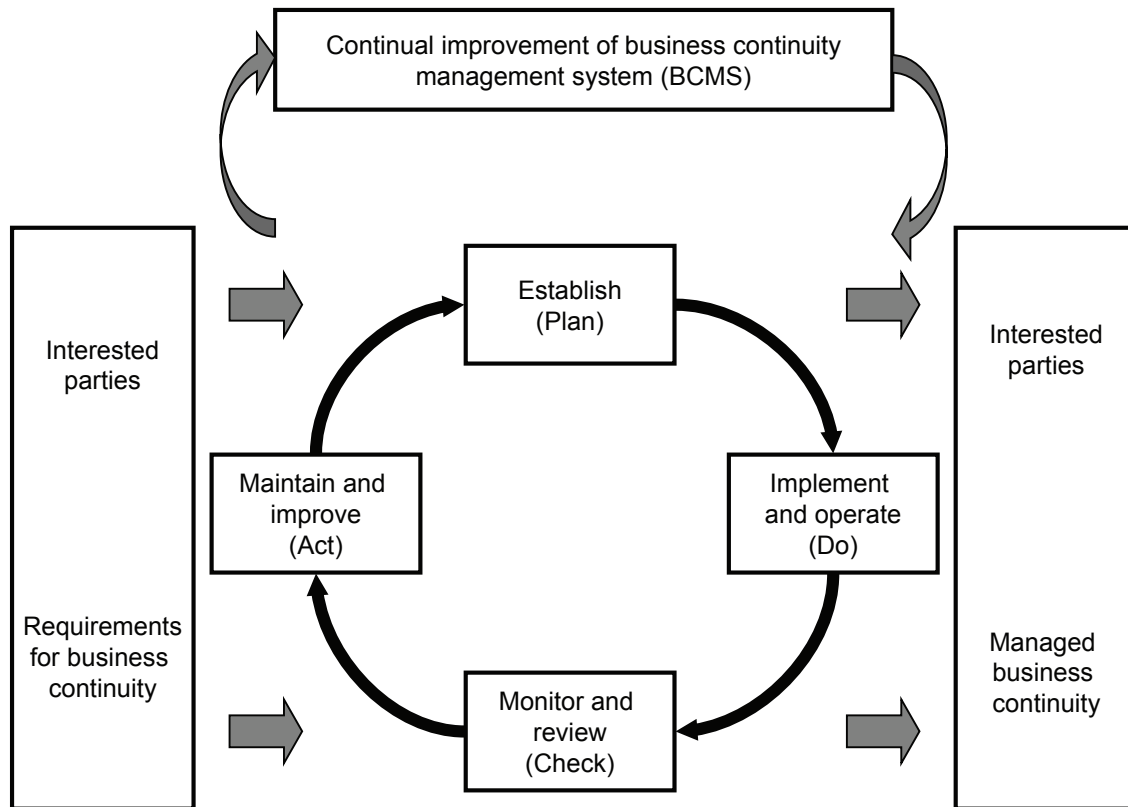 Continual improvement of business continuity
management system (BCMS)
Establish
(Plan)
Interested
parties
Interested
parties
Maintain and
improve
(Act)
Implement
and operate
(Do)
Requirements
for business
continuity
Managed
business
continuity
Monitor and
review
(Check)